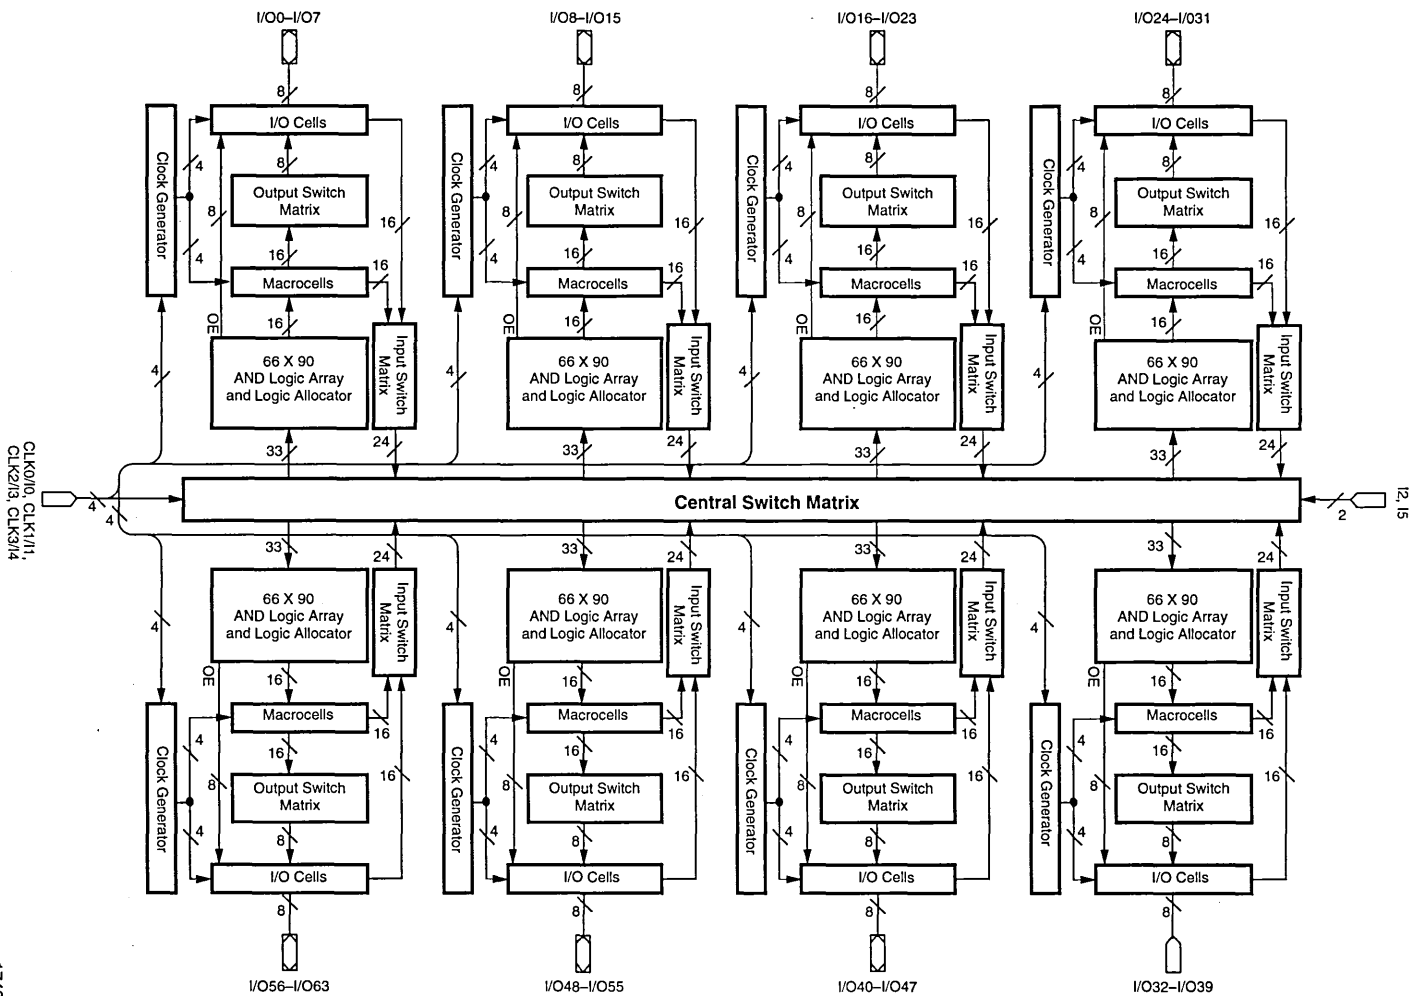 I/O0–I/O7 I/O8–I/O15 I/O16–I/O23 I/O24–I/031
8 8 8 8
I/O Cells I/O Cells I/O Cells I/O Cells
Clock Generator Clock Generator Clock Generator Clock Generator
4 8 4 8 4 8 4 8
Output Switch Matrix Output Switch Matrix Output Switch Matrix Output Switch Matrix
8 16 8 16 8 16 8 16
4 16 4 16 4 16 4 16
16 16 16 16
Macrocells Macrocells Macrocells Macrocells
OE 16 OE 16 OE 16 OE 16
Input Switch Matrix Input Switch Matrix Input Switch Matrix Input Switch Matrix
66 X 90 66 X 90 66 X 90 66 X 90
AND Logic Array AND Logic Array AND Logic Array AND Logic Array
and Logic Allocator and Logic Allocator and Logic Allocator and Logic Allocator
4 4 4 4
33 24 33 24 33 24 33 24
CLK0/I0, CLK1/I1,
CLK2/I3, CLK3/I4
4 4
Central Switch Matrix
2
I2, I5
33 24 33 24 33 24 33 24
66 X 90 66 X 90 66 X 90 66 X 90
AND Logic Array AND Logic Array AND Logic Array AND Logic Array
and Logic Allocator and Logic Allocator and Logic Allocator and Logic Allocator
Input Switch Matrix Input Switch Matrix Input Switch Matrix Input Switch Matrix
4 4 4 4
OE 16 OE 16 OE 16 OE 16
Macrocells Macrocells Macrocells Macrocells
16 16 16 16
4 16 4 16 4 16 4 16
Clock Generator Clock Generator Clock Generator Clock Generator
8 16 8 16 8 16 8 16
Output Switch Matrix Output Switch Matrix Output Switch Matrix Output Switch Matrix
4 8 4 8 4 8 4 8
I/O Cells I/O Cells I/O Cells I/O Cells
8 8 8 8
I/O56–I/O63 I/O48–I/O55 I/O40–I/O47 I/O32–I/O39